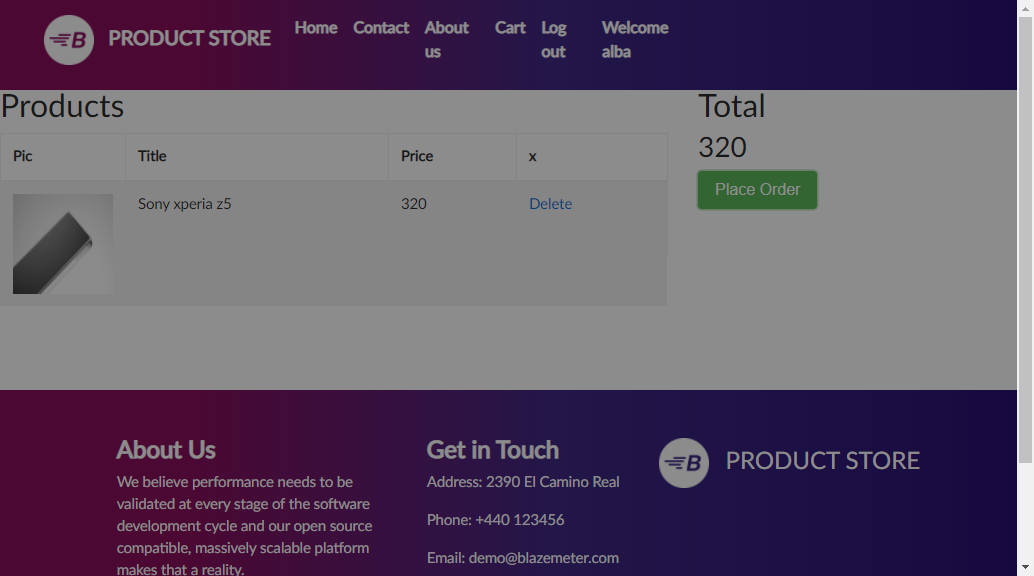 PRODUCT STORE Home Contact About us Cart Log out Welcome alba
Products
Pic Title Price x
Sony xperia z5 320 Delete
Total
320
Place Order
About Us
We believe performance needs to be
validated at every stage of the software
development cycle and our open source
compatible, massively scalable platform
makes that a reality.
Get in Touch
Address: 2390 El Camino Real
Phone: +440 123456
Email: demo@blazemeter.com
B PRODUCT STORE